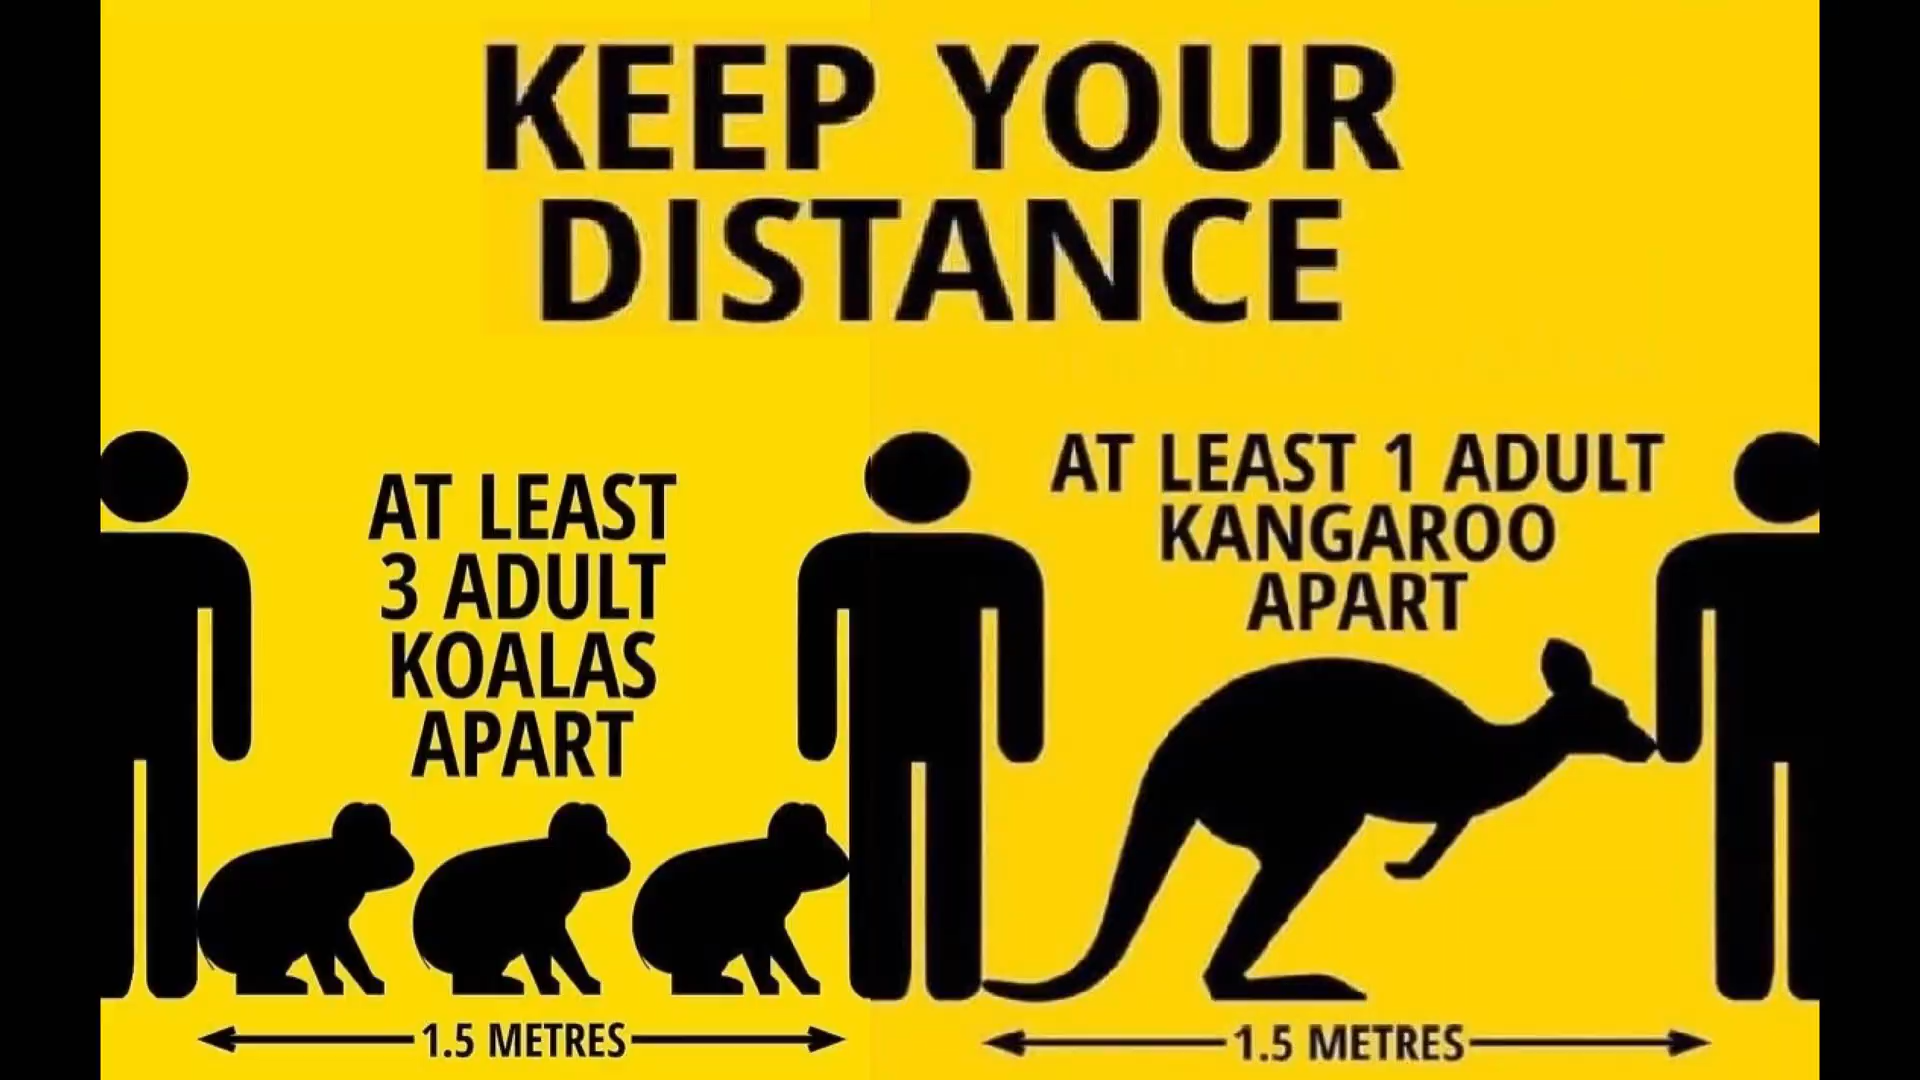 KEEP YOUR
DISTANCE
AT LEAST
3 ADULT
KOALAS
APART
1.5 METRES
AT LEAST 1 ADULT
KANGAROO
APART
1.5 METRES